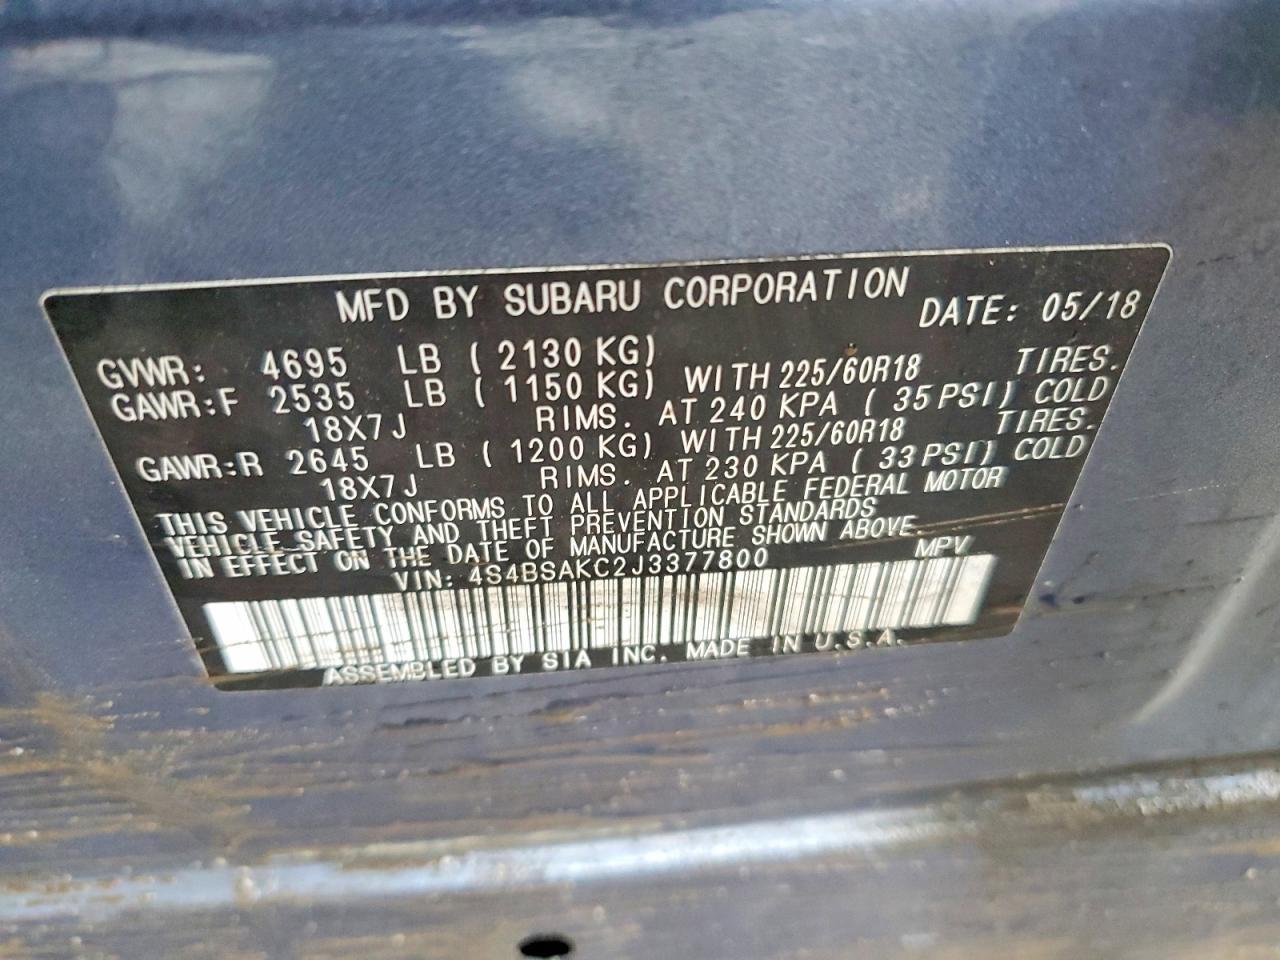 MFD BY SUBARU CORPORATION
DATE: 05/18
GVWR: 4695 LB ( 2130 KG)
GAWR:F 2535 LB ( 1150 KG) WITH 225/60R18 TIRES.
18X7J RIMS. AT 240 KPA ( 35 PSI) COLD
GAWR:R 2645 LB ( 1200 KG) WITH 225/60R18 TIRES.
18X7J RIMS. AT 230 KPA ( 33 PSI) COLD
THIS VEHICLE CONFORMS TO ALL APPLICABLE FEDERAL MOTOR
VEHICLE SAFETY AND THEFT PREVENTION STANDARDS
IN EFFECT ON THE DATE OF MANUFACTURE SHOWN ABOVE.
VIN: 4S4BSAKC2J3377800 MPV
ASSEMBLED BY SIA INC. MADE IN U.S.A.